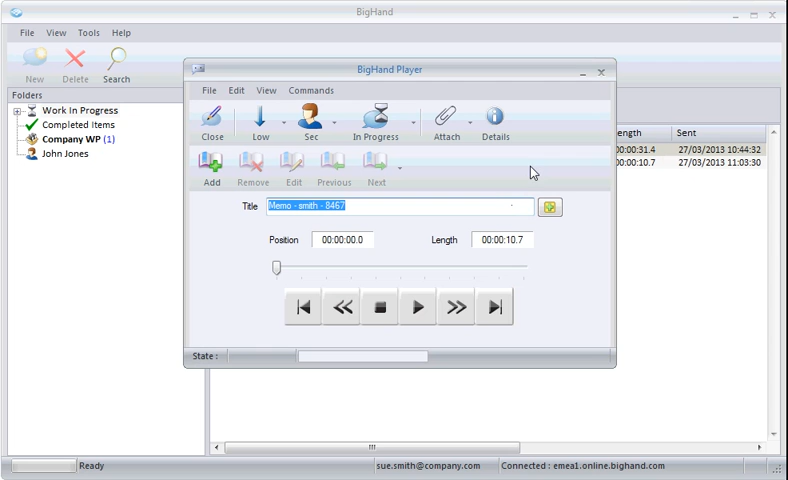 BigHand
File View Tools Help
New Delete Search
Folders
Work In Progress
Completed Items
Company WP (1)
John Jones
BigHand Player
File Edit View Commands
Close Low Sec In Progress Attach Details
Add Remove Edit Previous Next
Title Memo - smith - 8467
Position 00:00:00.0 Length 00:00:10.7
State :
ength Sent
00:00:31.4 27/03/2013 10:44:32
00:00:10.7 27/03/2013 11:03:30
Ready sue.smith@company.com Connected : emea1.online.bighand.com